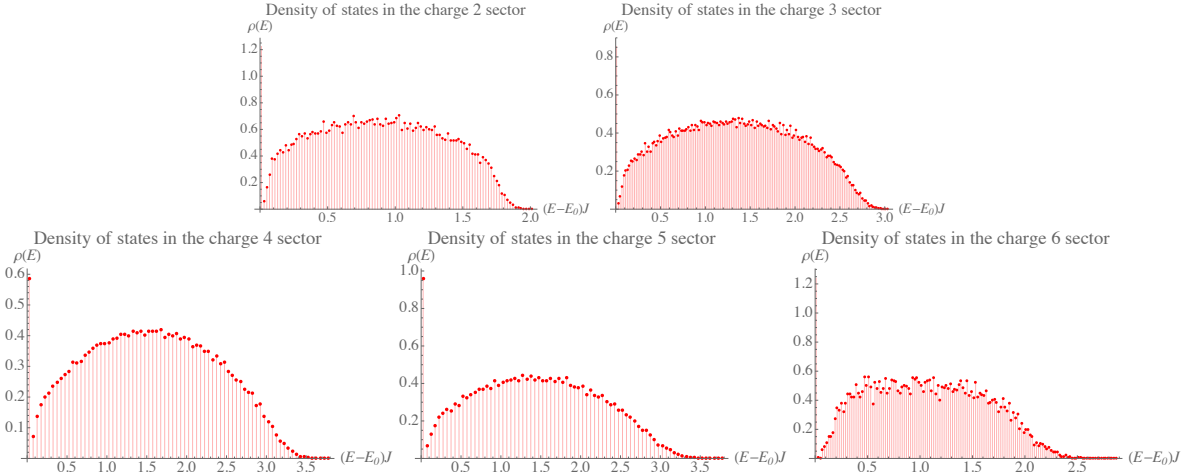 Density of states in the charge 2 sector
ρ(E)
1.2
1.0
0.8
0.6
0.4
0.2
0.5 1.0 1.5 2.0
(E−E0)J
Density of states in the charge 3 sector
ρ(E)
0.8
0.6
0.4
0.2
0.5 1.0 1.5 2.0 2.5 3.0
(E−E0)J
Density of states in the charge 4 sector
ρ(E)
0.6
0.5
0.4
0.3
0.2
0.1
0.5 1.0 1.5 2.0 2.5 3.0 3.5
(E−E0)J
Density of states in the charge 5 sector
ρ(E)
1.0
0.8
0.6
0.4
0.2
0.5 1.0 1.5 2.0 2.5 3.0 3.5
(E−E0)J
Density of states in the charge 6 sector
ρ(E)
1.2
1.0
0.8
0.6
0.4
0.2
0.5 1.0 1.5 2.0 2.5
(E−E0)J